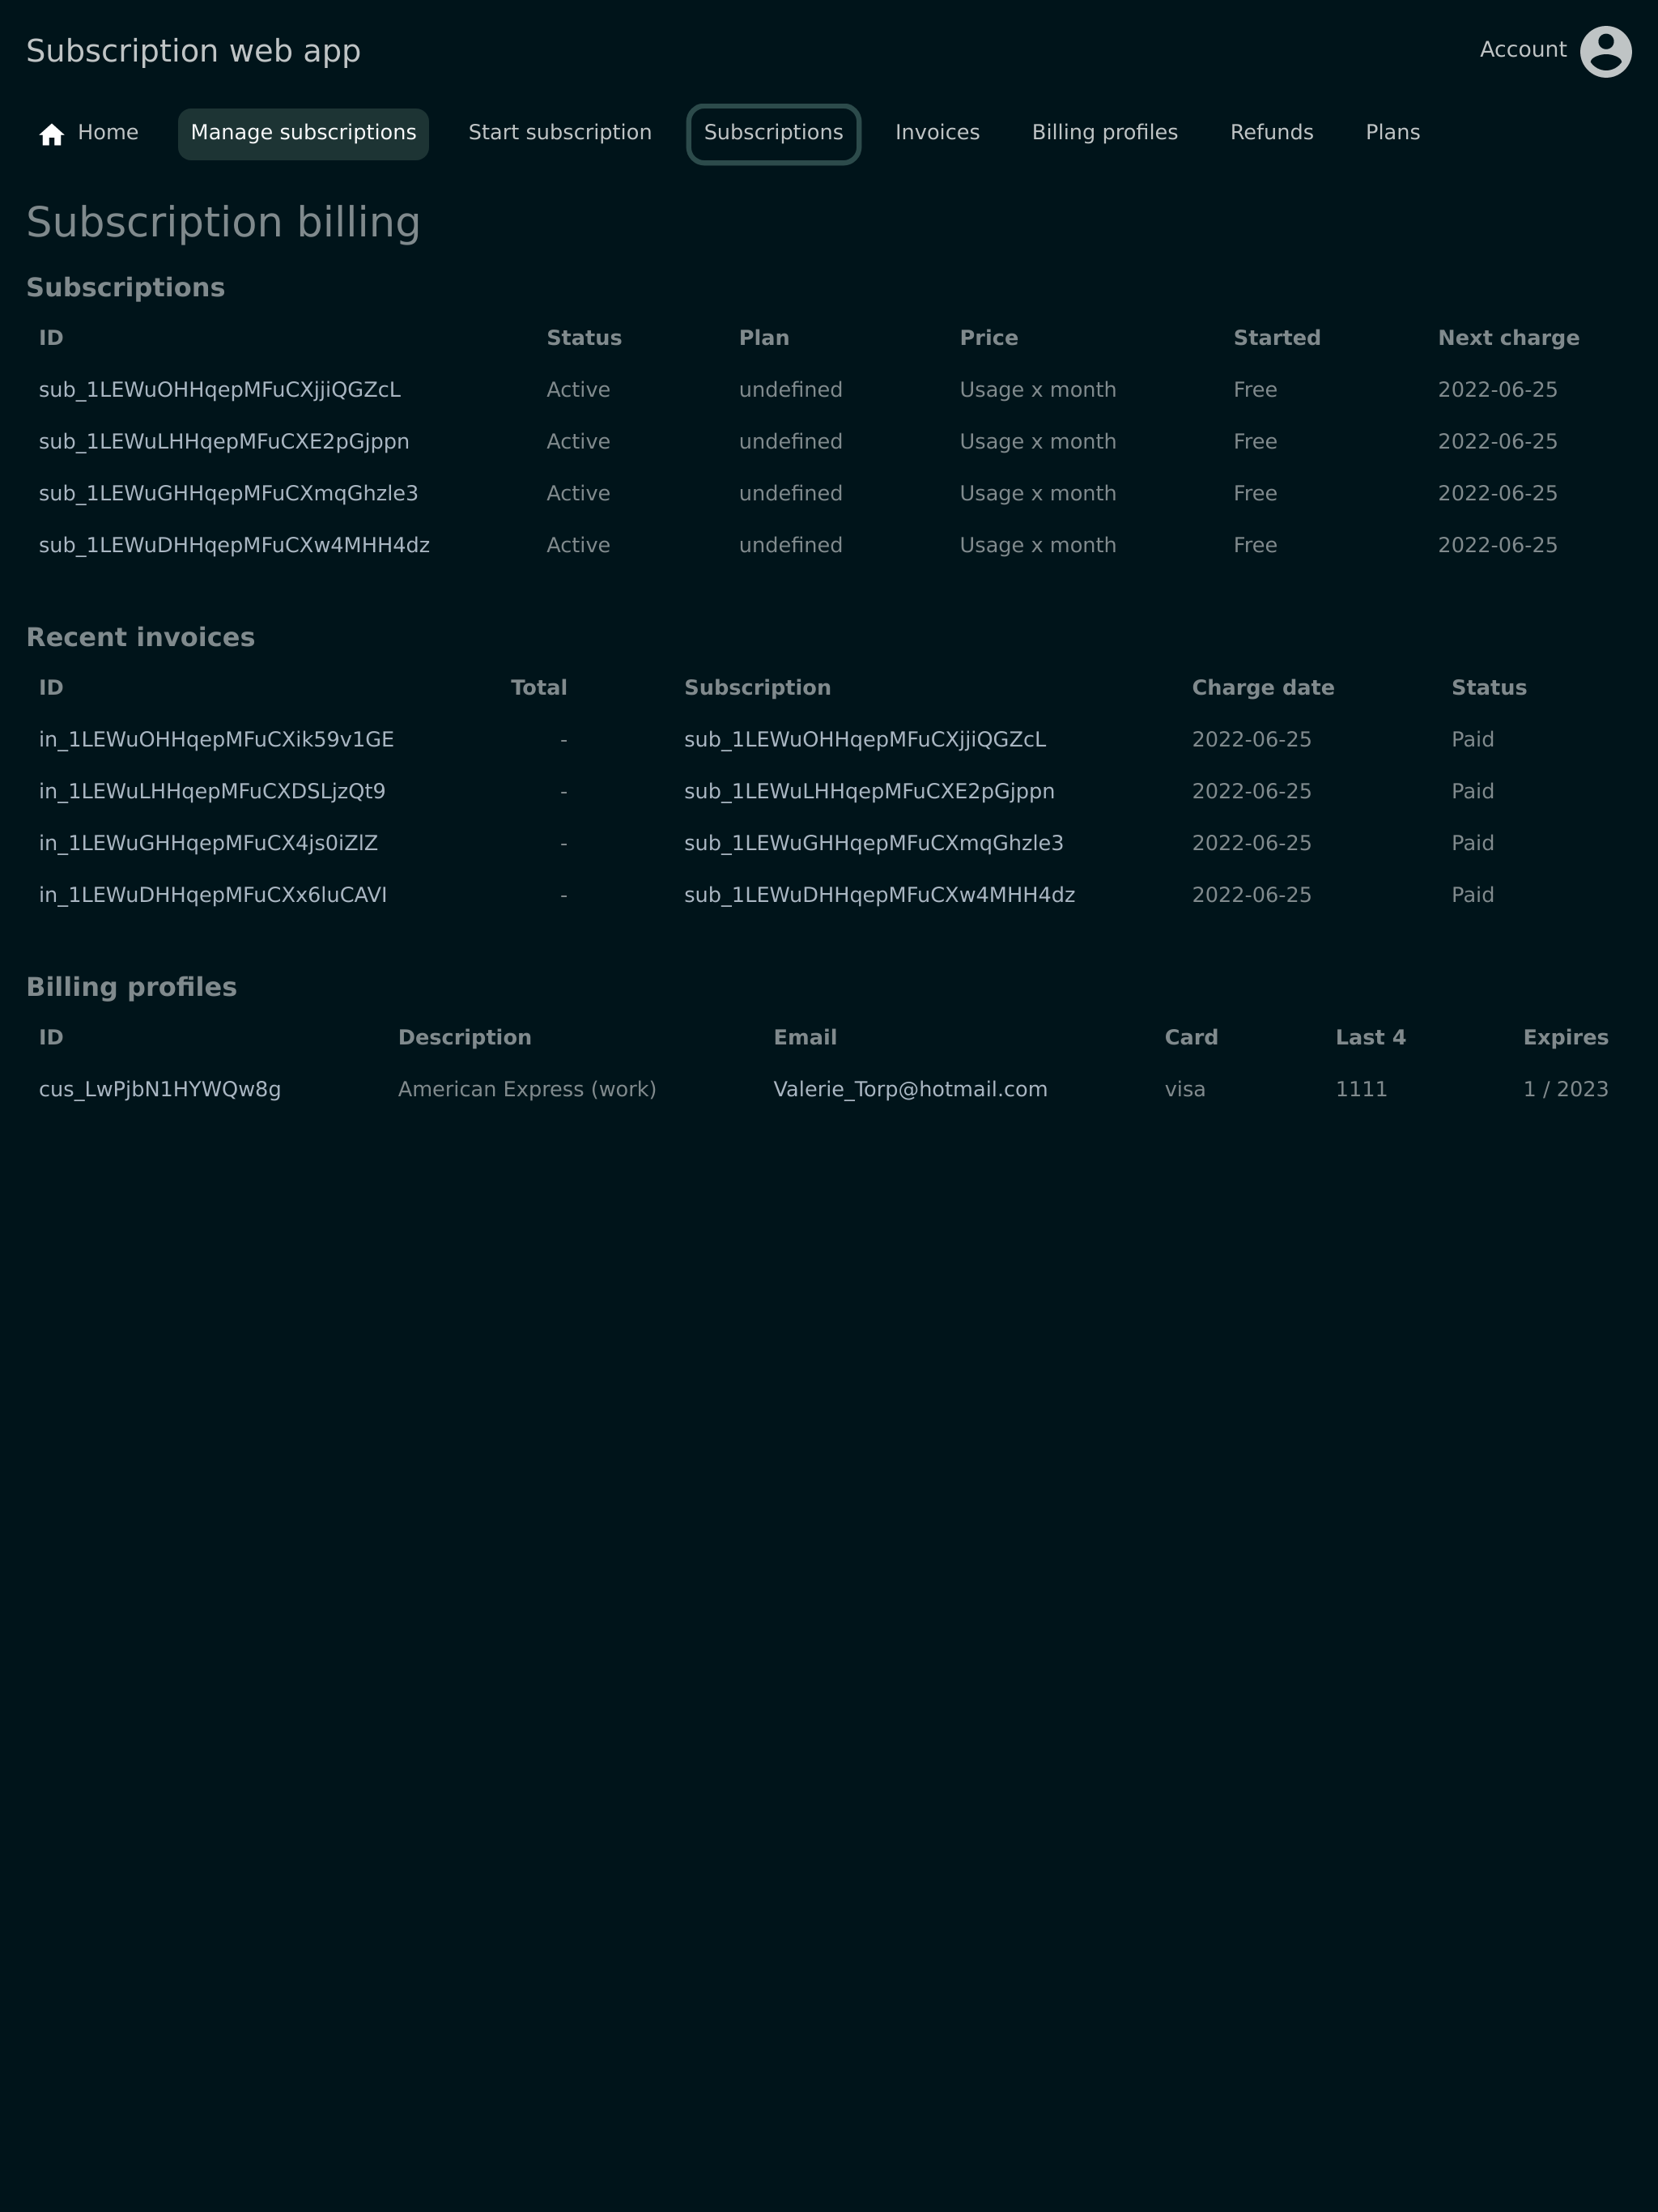 Subscription web app
Account
Home Manage subscriptions Start subscription Subscriptions Invoices Billing profiles Refunds Plans
Subscription billing
Subscriptions
ID Status Plan Price Started Next charge
sub_1LEWuOHHqepMFuCXjjiQGZcL Active undefined Usage x month Free 2022-06-25
sub_1LEWuLHHqepMFuCXE2pGjppn Active undefined Usage x month Free 2022-06-25
sub_1LEWuGHHqepMFuCXmqGhzle3 Active undefined Usage x month Free 2022-06-25
sub_1LEWuDHHqepMFuCXw4MHH4dz Active undefined Usage x month Free 2022-06-25
Recent invoices
ID Total Subscription Charge date Status
in_1LEWuOHHqepMFuCXik59v1GE - sub_1LEWuOHHqepMFuCXjjiQGZcL 2022-06-25 Paid
in_1LEWuLHHqepMFuCXDSLjzQt9 - sub_1LEWuLHHqepMFuCXE2pGjppn 2022-06-25 Paid
in_1LEWuGHHqepMFuCX4js0iZlZ - sub_1LEWuGHHqepMFuCXmqGhzle3 2022-06-25 Paid
in_1LEWuDHHqepMFuCXx6luCAVI - sub_1LEWuDHHqepMFuCXw4MHH4dz 2022-06-25 Paid
Billing profiles
ID Description Email Card Last 4 Expires
cus_LwPjbN1HYWQw8g American Express (work) Valerie_Torp@hotmail.com visa 1111 1 / 2023